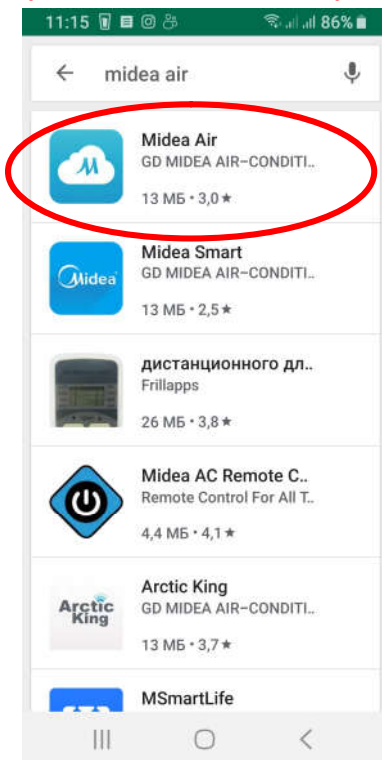 11:15 86%
midea air
Midea Air
GD MIDEA AIR-CONDITI..
13 МБ • 3,0★
Midea
Midea Smart
GD MIDEA AIR-CONDITI..
13 МБ • 2,5★
дистанционного дл..
Frillapps
26 МБ • 3,8★
Midea AC Remote C..
Remote Control For All T..
4,4 МБ • 4,1★
Arctic
King
Arctic King
GD MIDEA AIR-CONDITI..
13 МБ • 3,7★
MSmartLife